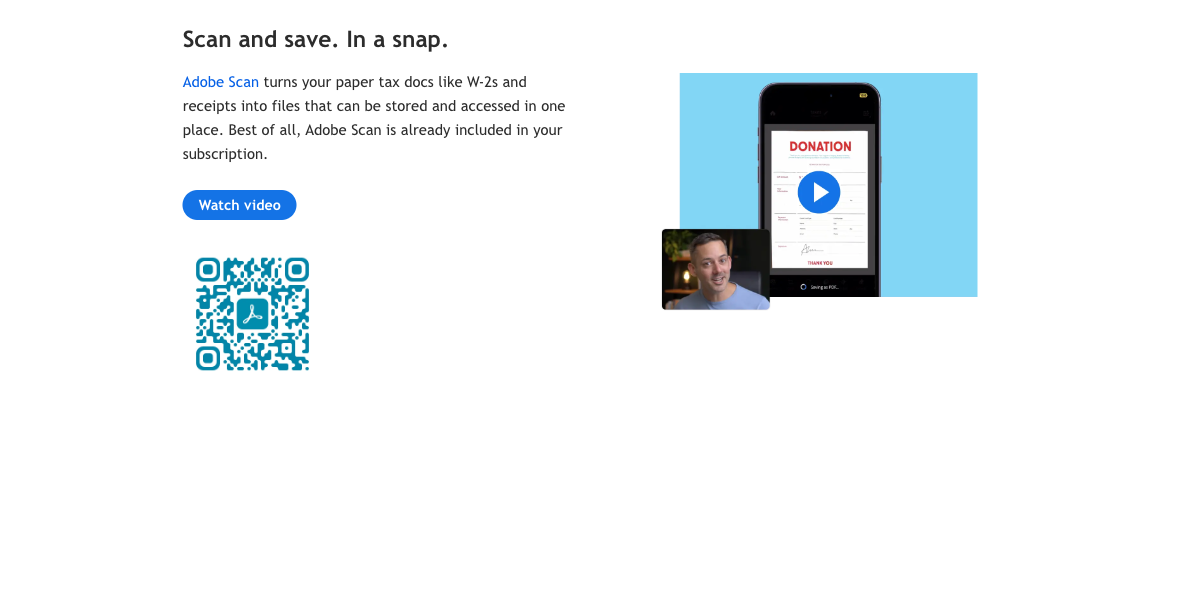 Scan and save. In a snap.
Adobe Scan turns your paper tax docs like W-2s and
receipts into files that can be stored and accessed in one
place. Best of all, Adobe Scan is already included in your
subscription.
Watch video
DONATION
THANK YOU
Saving as PDF...